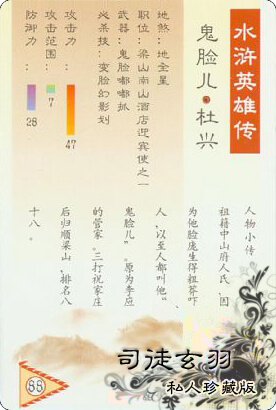 水浒英雄传
鬼脸儿·杜兴
地煞:地全星
职位:梁山南山酒店迎宾使之一
武器:鬼脸嘟嘟抓
必杀技:变脸幻影划
攻击力:
攻击范围:
防御力:
28
人物小传
祖籍中山府人氏,因
为他脸庞生得粗莽吓
人,以至人都叫他“
鬼脸儿”。原为李应
的管家。三打祝家庄
后归顺梁山,排名八
十八。
88
司徒玄羽
私人珍藏版